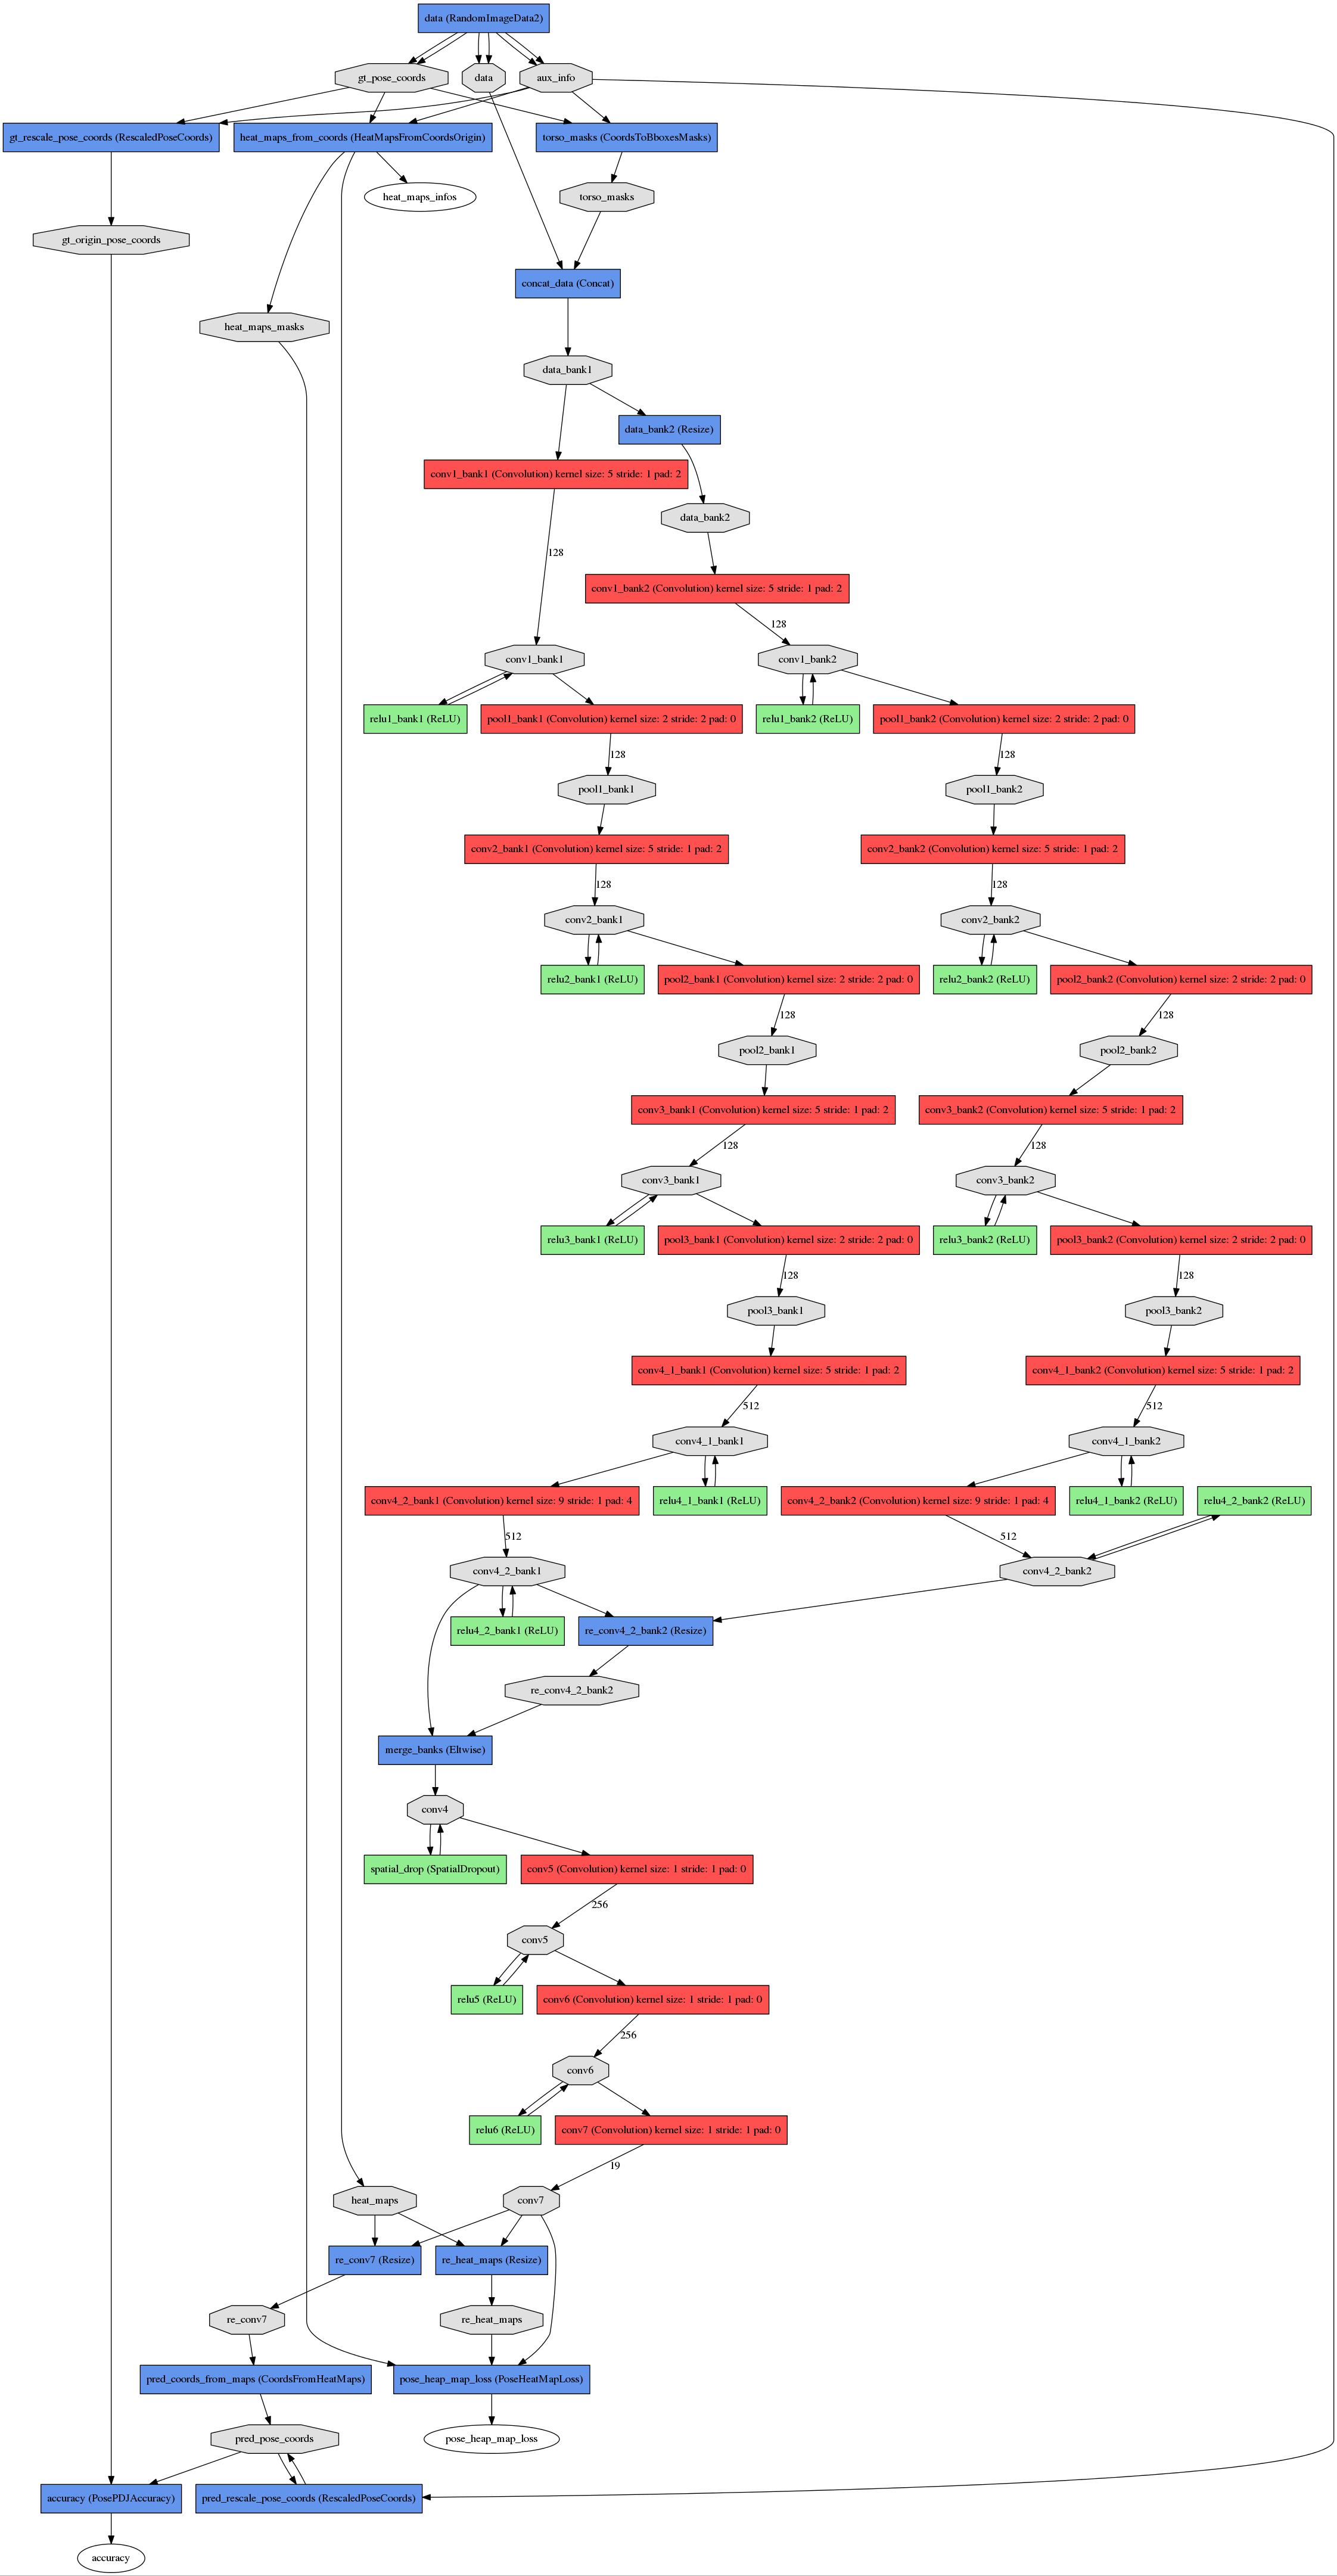 data (RandomImageData2)
gt_pose_coords
data
aux_info
gt_rescale_pose_coords (RescaledPoseCoords)
heat_maps_from_coords (HeatMapsFromCoordsOrigin)
torso_masks (CoordsToBboxesMasks)
heat_maps_infos
torso_masks
gt_origin_pose_coords
concat_data (Concat)
heat_maps_masks
data_bank1
data_bank2 (Resize)
conv1_bank1 (Convolution) kernel size: 5 stride: 1 pad: 2
data_bank2
128
conv1_bank2 (Convolution) kernel size: 5 stride: 1 pad: 2
128
conv1_bank1
conv1_bank2
relu1_bank1 (ReLU)
pool1_bank1 (Convolution) kernel size: 2 stride: 2 pad: 0
relu1_bank2 (ReLU)
pool1_bank2 (Convolution) kernel size: 2 stride: 2 pad: 0
128
128
pool1_bank1
pool1_bank2
conv2_bank1 (Convolution) kernel size: 5 stride: 1 pad: 2
conv2_bank2 (Convolution) kernel size: 5 stride: 1 pad: 2
128
128
conv2_bank1
conv2_bank2
relu2_bank1 (ReLU)
pool2_bank1 (Convolution) kernel size: 2 stride: 2 pad: 0
relu2_bank2 (ReLU)
pool2_bank2 (Convolution) kernel size: 2 stride: 2 pad: 0
128
128
pool2_bank1
pool2_bank2
conv3_bank1 (Convolution) kernel size: 5 stride: 1 pad: 2
conv3_bank2 (Convolution) kernel size: 5 stride: 1 pad: 2
128
128
conv3_bank1
conv3_bank2
relu3_bank1 (ReLU)
pool3_bank1 (Convolution) kernel size: 2 stride: 2 pad: 0
relu3_bank2 (ReLU)
pool3_bank2 (Convolution) kernel size: 2 stride: 2 pad: 0
128
128
pool3_bank1
pool3_bank2
conv4_1_bank1 (Convolution) kernel size: 5 stride: 1 pad: 2
conv4_1_bank2 (Convolution) kernel size: 5 stride: 1 pad: 2
512
512
conv4_1_bank1
conv4_1_bank2
conv4_2_bank1 (Convolution) kernel size: 9 stride: 1 pad: 4
relu4_1_bank1 (ReLU)
conv4_2_bank2 (Convolution) kernel size: 9 stride: 1 pad: 4
relu4_1_bank2 (ReLU)
relu4_2_bank2 (ReLU)
512
512
conv4_2_bank1
conv4_2_bank2
relu4_2_bank1 (ReLU)
re_conv4_2_bank2 (Resize)
re_conv4_2_bank2
merge_banks (Eltwise)
conv4
spatial_drop (SpatialDropout)
conv5 (Convolution) kernel size: 1 stride: 1 pad: 0
256
conv5
relu5 (ReLU)
conv6 (Convolution) kernel size: 1 stride: 1 pad: 0
256
conv6
relu6 (ReLU)
conv7 (Convolution) kernel size: 1 stride: 1 pad: 0
19
heat_maps
conv7
re_conv7 (Resize)
re_heat_maps (Resize)
re_conv7
re_heat_maps
pred_coords_from_maps (CoordsFromHeatMaps)
pose_heap_map_loss (PoseHeatMapLoss)
pred_pose_coords
pose_heap_map_loss
accuracy (PosePDJAccuracy)
pred_rescale_pose_coords (RescaledPoseCoords)
accuracy